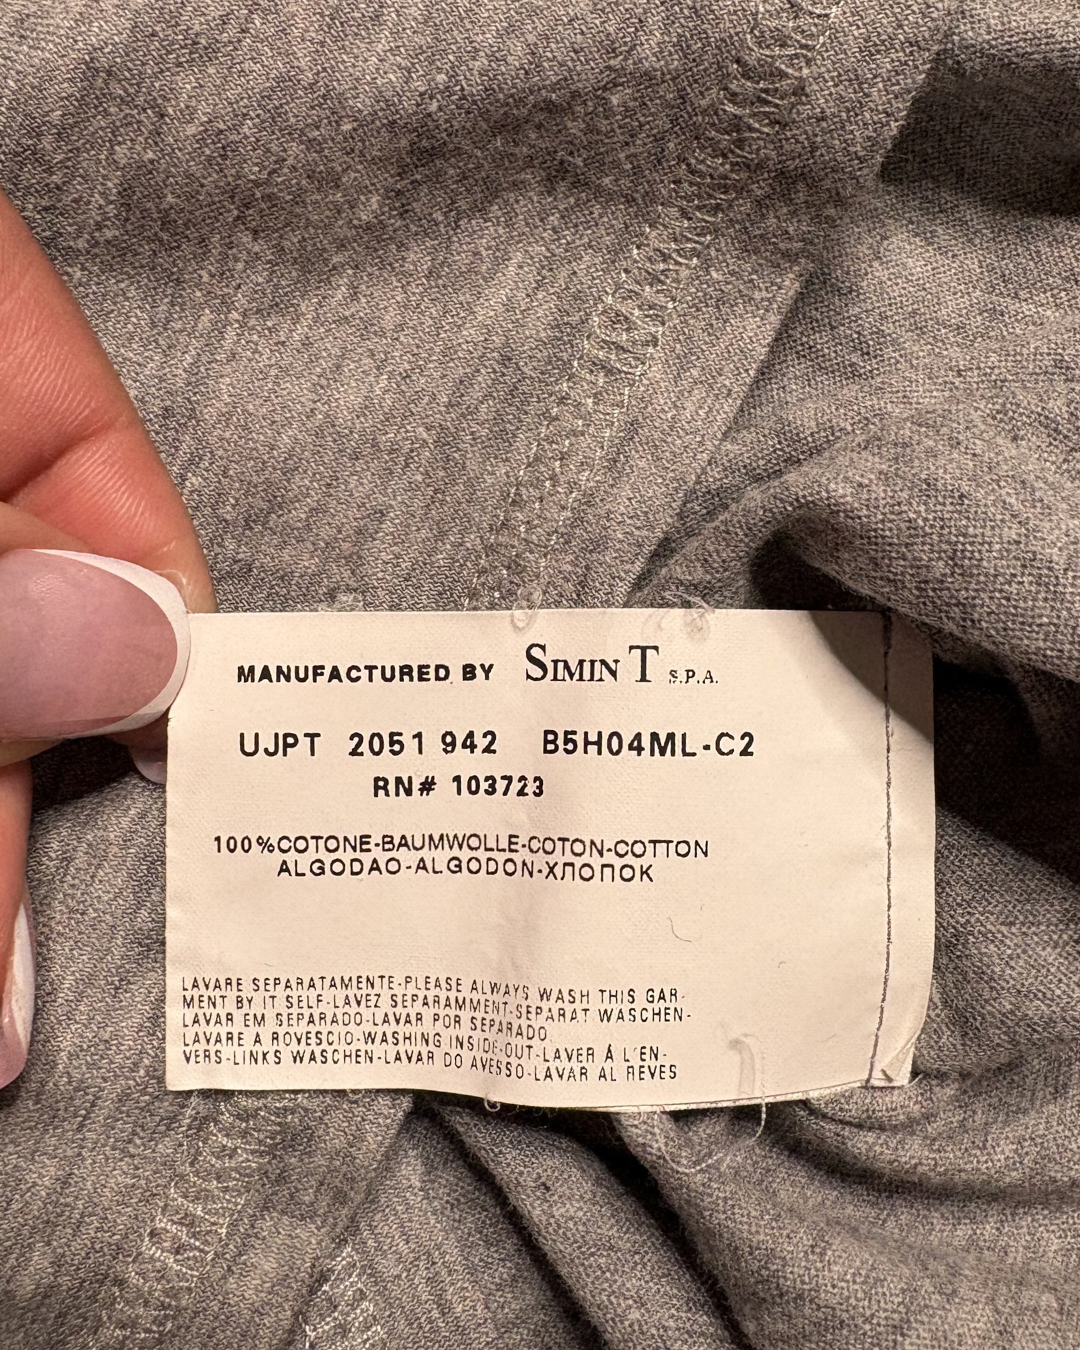 MANUFACTURED BY SIMIN T S.P.A.
UJPT 2051 942 B5H04ML-C2
RN# 103723
100%COTONE-BAUMWOLLE-COTON-COTTON
ALGODAO-ALGODON-ХЛОПОК
LAVARE SEPARATAMENTE-PLEASE ALWAYS WASH THIS GAR-
MENT BY IT SELF-LAVEZ SEPARAMMENT-SEPARAT WASCHEN-
LAVAR EM SEPARADO-LAVAR POR SEPARADO
LAVARE A ROVESCIO-WASHING INSIDE-OUT-LAVER Á L'EN-
VERS-LINKS WASCHEN-LAVAR DO AVESSO-LAVAR AL REVES